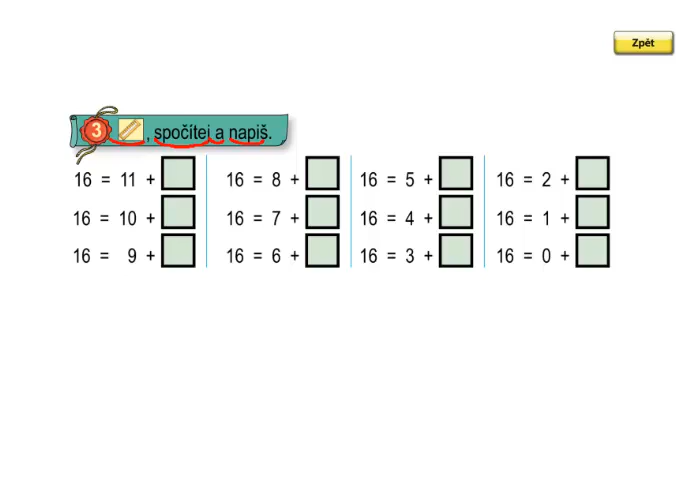 Zpět
3 , spočítej a napiš.
16 = 11 + 16 = 8 + 16 = 5 + 16 = 2 +
16 = 10 + 16 = 7 + 16 = 4 + 16 = 1 +
16 = 9 + 16 = 6 + 16 = 3 + 16 = 0 +